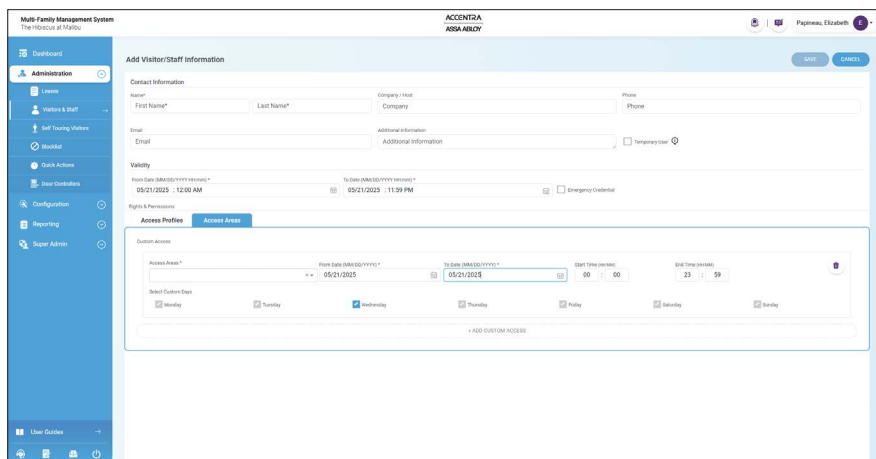 Multi-Family Management System
The Hibiscus at Malibu
ACCENTRA
ASSA ABLOY
Papineau, Elizabeth E
Dashboard
Administration
Leases
Visitors & Staff
Self Touring Visitors
Blocklist
Quick Actions
Door Controllers
Configuration
Reporting
Super Admin
User Guides
Add Visitor/Staff Information
SAVE CANCEL
Contact Information
Name* Company / Host Phone
First Name* Last Name* Company Phone
Email Additional Information
Email Additional Information Temporary User
Validity
From Date (MM/DD/YYYY HH:mm) * To Date (MM/DD/YYYY HH:mm) *
05/21/2025 : 12:00 AM 05/21/2025 : 11:59 PM Emergency Credential
Rights & Permissions
Access Profiles Access Areas
Custom Access
Access Areas * From Date (MM/DD/YYYY) * To Date (MM/DD/YYYY) * Start Time (HH:MM) End Time (HH:MM)
05/21/2025 05/21/2025 00 : 00 23 : 59
Select Custom Days
Monday Tuesday Wednesday Thursday Friday Saturday Sunday
+ ADD CUSTOM ACCESS